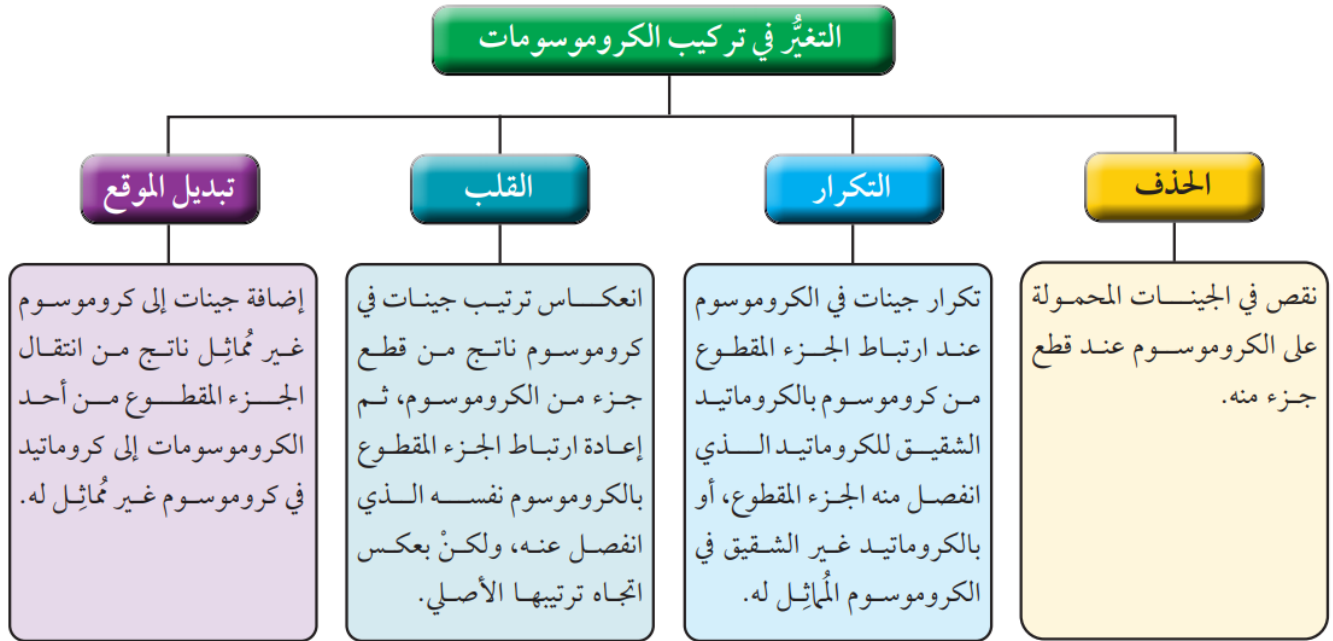 التغيُّر في تركيب الكروموسومات
الحذف
نقص في الجينات المحمولة
على الكروموسوم عند قطع
جزء منه.
التكرار
تكرار جينات في الكروموسوم
عند ارتباط الجزء المقطوع
من كروموسوم بالكروماتيد
الشقيق للكروماتيد الذي
انفصل منه الجزء المقطوع، أو
بالكروماتيد غير الشقيق في
الكروموسوم المُماثِل له.
القلب
انعكاس ترتيب جينات في
كروموسوم ناتج من قطع
جزء من الكروموسوم، ثم
إعادة ارتباط الجزء المقطوع
بالكروموسوم نفسه الذي
انفصل عنه، ولكنْ بعكس
اتجاه ترتيبها الأصلي.
تبديل الموقع
إضافة جينات إلى كروموسوم
غير مُماثِل ناتج من انتقال
الجزء المقطوع من أحد
الكروموسومات إلى كروماتيد
في كروموسوم غير مُماثِل له.